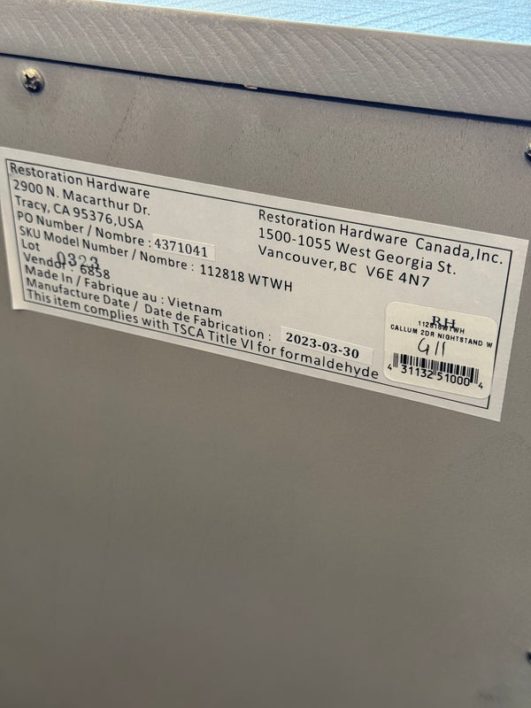 Restoration Hardware
2900 N. Macarthur Dr.
Tracy, CA 95376,USA
PO Number / Nombre : 4371041
SKU Model Number / Nombre : 112818 WTWH
Lot 0323
Vendor : 6858
Made In / Fabrique au : Vietnam
Manufacture Date / Date de Fabrication : 2023-03-30
This item complies with TSCA Title VI for formaldehyde
Restoration Hardware Canada,Inc.
1500-1055 West Georgia St.
Vancouver,BC V6E 4N7
RH
112818WTWH
CALLUM 2DR NIGHTSTAND W
G11
4 31132 51000 4